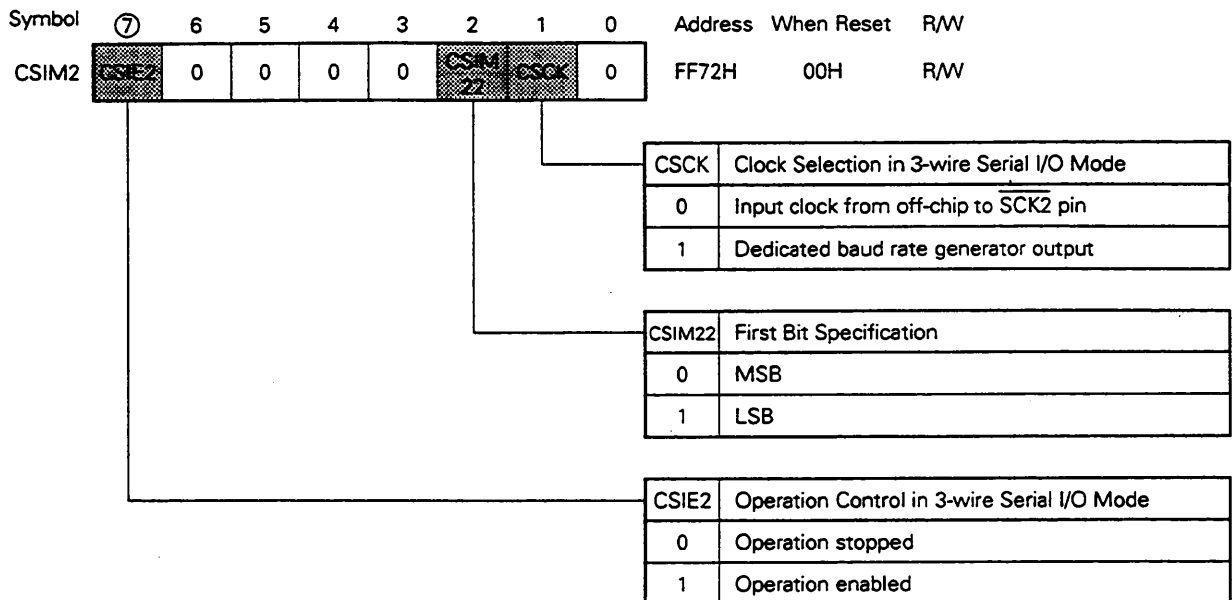 Symbol ⑦ 6 5 4 3 2 1 0 Address When Reset R/W
CSIM2 CSIE2 0 0 0 0 CSIM22 CSCK 0 FF72H 00H R/W
CSCK Clock Selection in 3-wire Serial I/O Mode
0 Input clock from off-chip to S̅C̅K̅2̅ pin
1 Dedicated baud rate generator output
CSIM22 First Bit Specification
0 MSB
1 LSB
CSIE2 Operation Control in 3-wire Serial I/O Mode
0 Operation stopped
1 Operation enabled